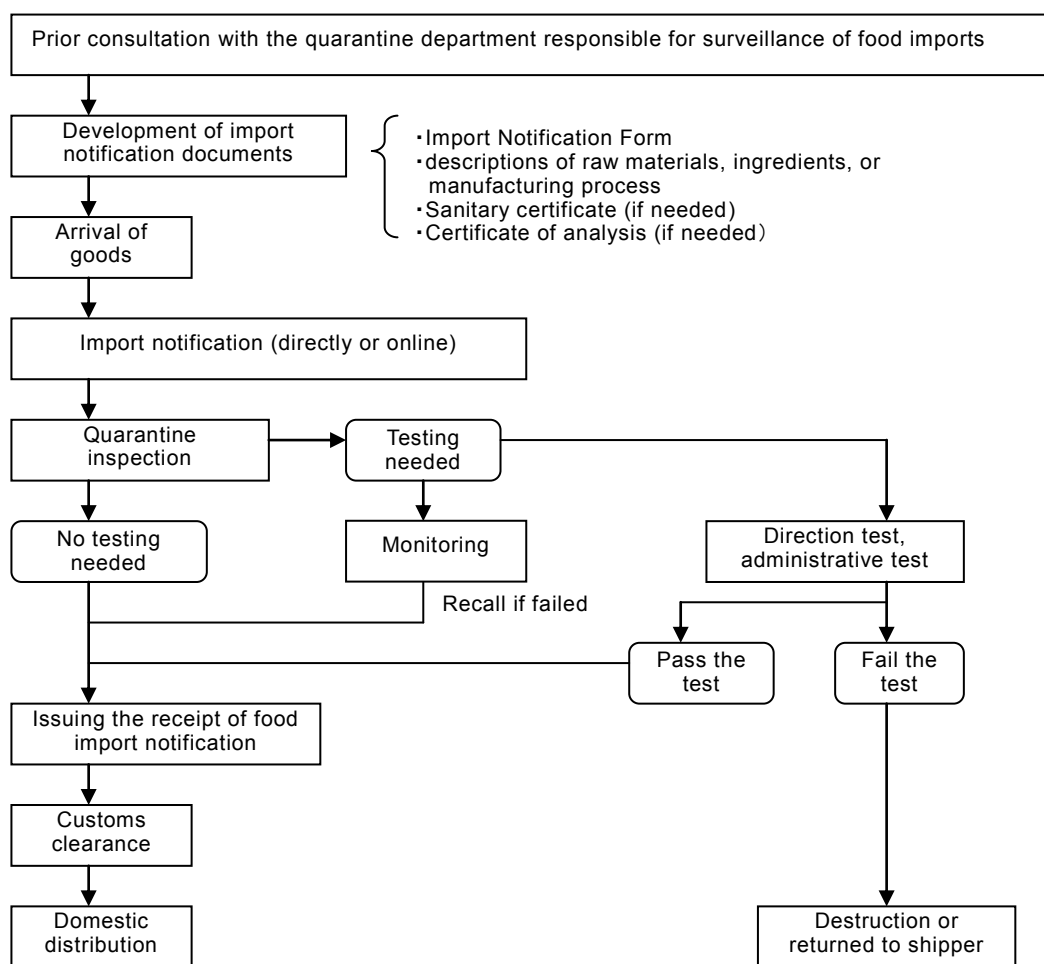 Prior consultation with the quarantine department responsible for surveillance of food imports
Development of import
notification documents
・Import Notification Form
・descriptions of raw materials, ingredients, or
manufacturing process
・Sanitary certificate (if needed)
・Certificate of analysis (if needed）
Arrival of
goods
Import notification (directly or online)
Quarantine
inspection
Testing
needed
No testing
needed
Monitoring
Direction test,
administrative test
Recall if failed
Pass the
test
Fail the
test
Issuing the receipt of food
import notification
Customs
clearance
Domestic
distribution
Destruction or
returned to shipper